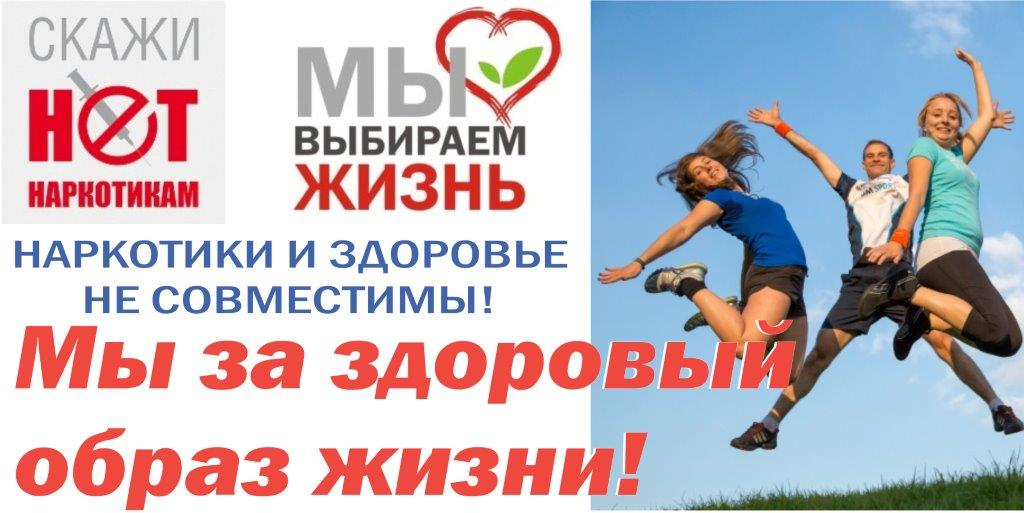 СКАЖИ
НЕТ
НАРКОТИКАМ
МЫ
ВЫБИРАЕМ
ЖИЗНЬ
НАРКОТИКИ И ЗДОРОВЬЕ
НЕ СОВМЕСТИМЫ!
Мы за здоровый
образ жизни!